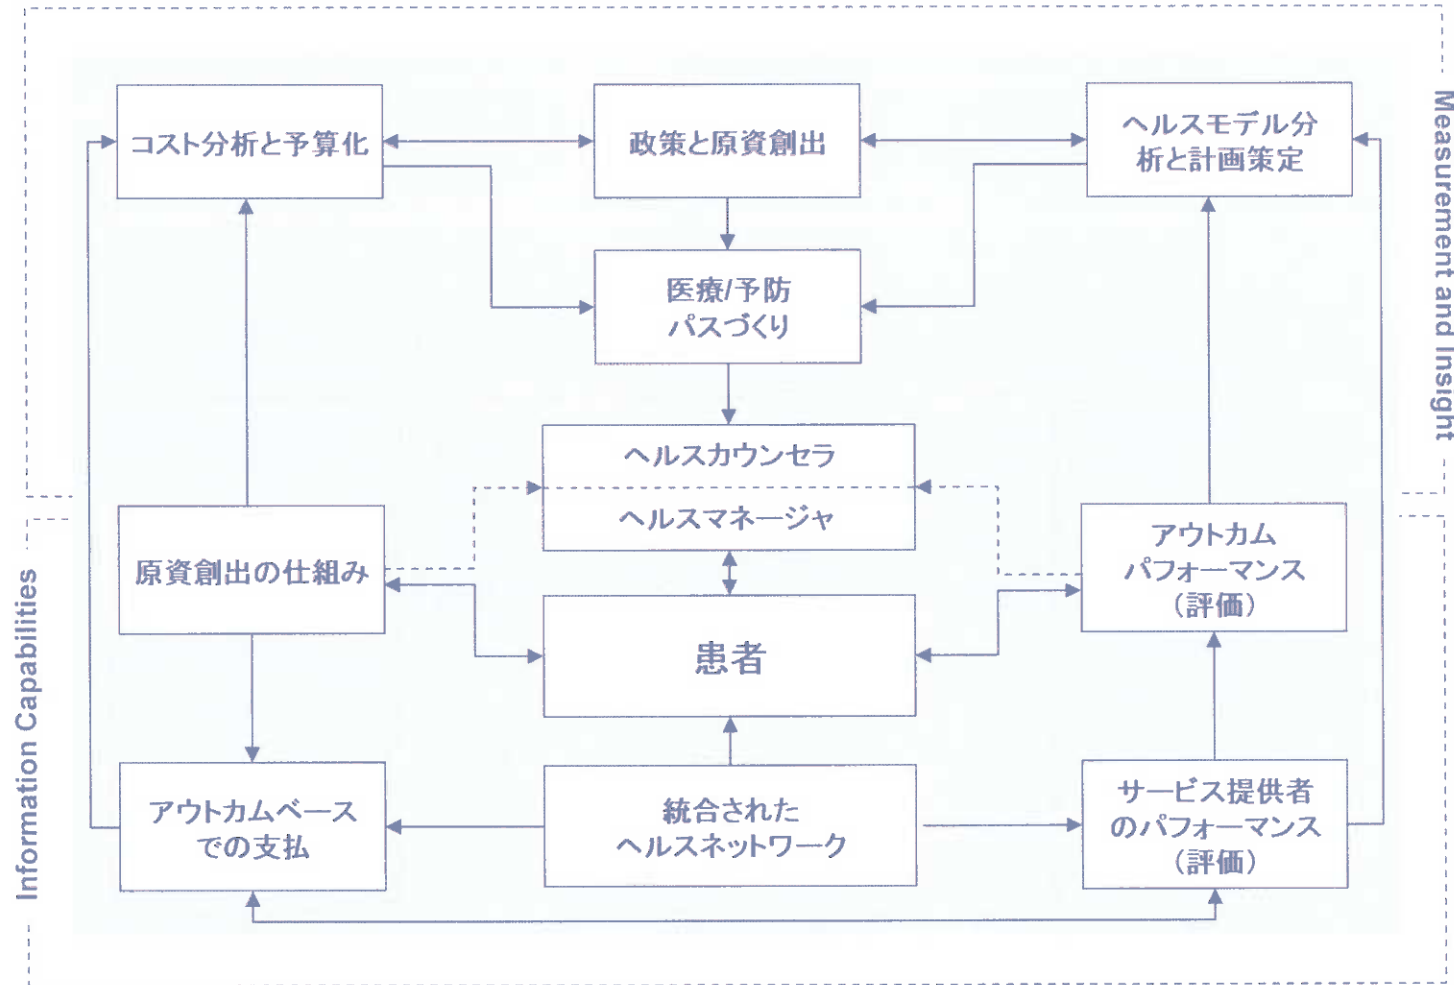 コスト分析と予算化
政策と原資創出
ヘルスモデル分
析と計画策定
Measurement and Insight
医療/予防
パスづくり
ヘルスカウンセラ
ヘルスマネージャ
原資創出の仕組み
アウトカム
パフォーマンス
(評価)
患者
Information Capabilities
アウトカムベース
での支払
統合された
ヘルスネットワーク
サービス提供者
のパフォーマンス
(評価)